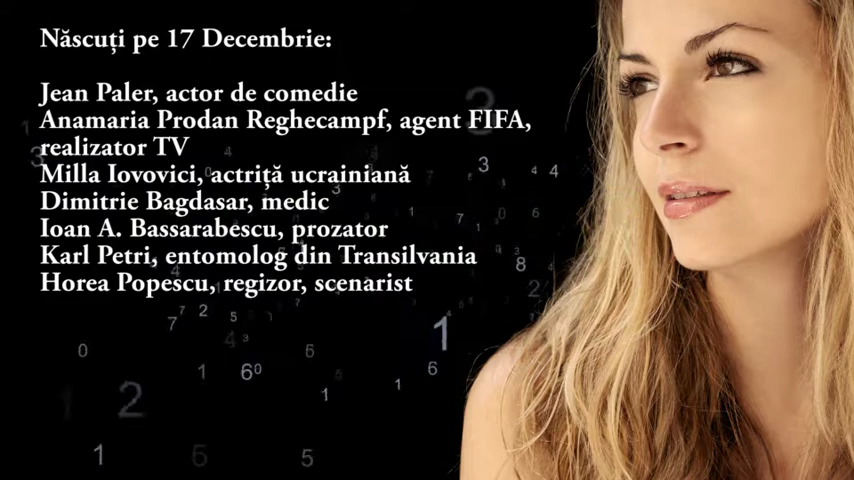 Născuți pe 17 Decembrie:
Jean Paler, actor de comedie
Anamaria Prodan Reghecampf, agent FIFA,
realizator TV
Milla Iovovici, actriță ucrainiană
Dimitrie Bagdasar, medic
Ioan A. Bassarabescu, prozator
Karl Petri, entomolog din Transilvania
Horea Popescu, regizor, scenarist